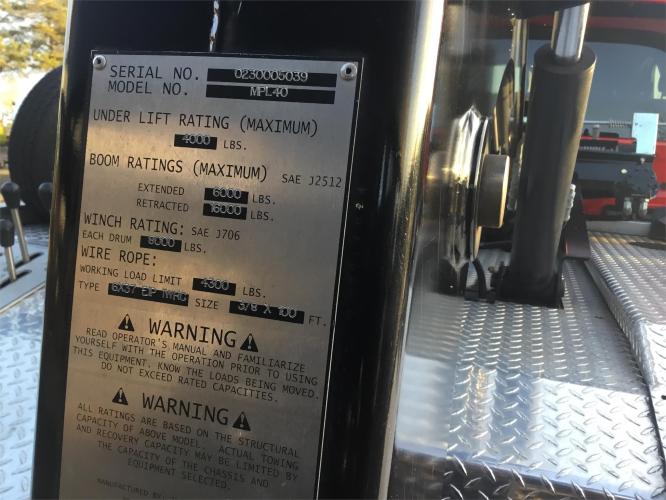 SERIAL NO. 0230005039
MODEL NO. MPL40
UNDER LIFT RATING (MAXIMUM)
4000 LBS.
BOOM RATINGS (MAXIMUM) SAE J2512
EXTENDED 6000 LBS.
RETRACTED 16000 LBS.
WINCH RATING: SAE J706
EACH DRUM 8000 LBS.
WIRE ROPE:
WORKING LOAD LIMIT 4300 LBS.
TYPE 6X37 EIP IWRC SIZE 3/8 X 100 FT.
WARNING
READ OPERATOR'S MANUAL AND FAMILIARIZE
YOURSELF WITH THE OPERATION PRIOR TO USING
THIS EQUIPMENT. KNOW THE LOADS BEING MOVED.
DO NOT EXCEED RATED CAPACITIES.
WARNING
ALL RATINGS ARE BASED ON THE STRUCTURAL
CAPACITY OF ABOVE MODEL. ACTUAL TOWING
AND RECOVERY CAPACITY MAY BE LIMITED BY
THE CAPACITY OF THE CHASSIS AND
EQUIPMENT SELECTED.
MANUFACTURED BY